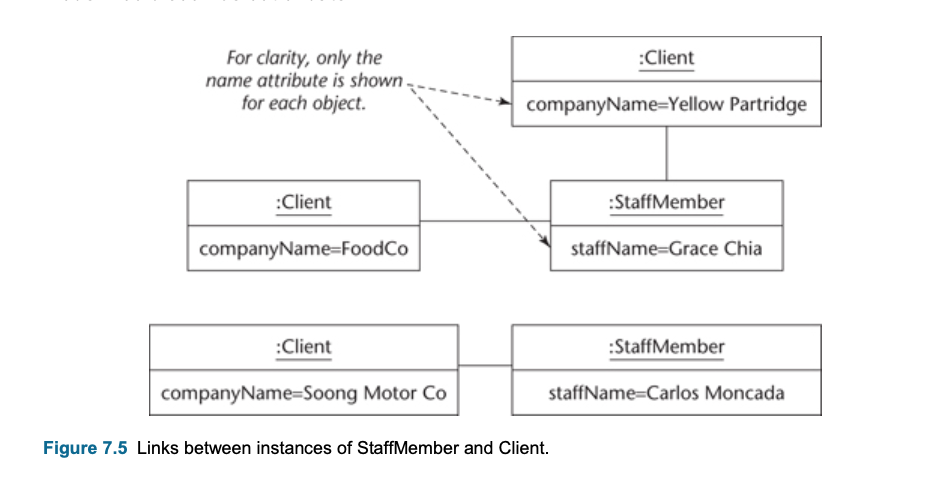 For clarity, only the
name attribute is shown
for each object.
:Client
companyName=Yellow Partridge
:Client
companyName=FoodCo
:StaffMember
staffName=Grace Chia
:Client
companyName=Soong Motor Co
:StaffMember
staffName=Carlos Moncada
Figure 7.5 Links between instances of StaffMember and Client.